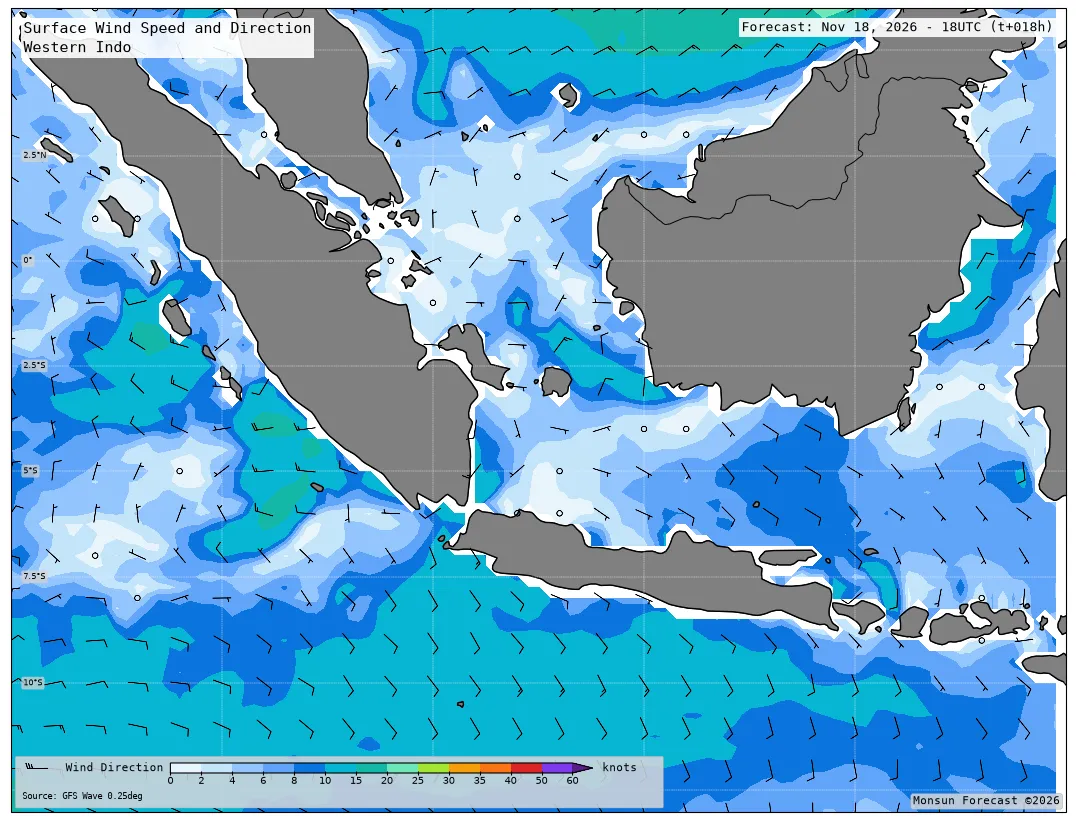 Surface Wind Speed and Direction
Western Indo
Forecast: Nov 18, 2026 - 18UTC (t+018h)
2.5°N
0°
2.5°S
5°S
7.5°S
10°S
Wind Direction
0 2 4 6 8 10 15 20 25 30 35 40 50 60
knots
Source: GFS Wave 0.25deg
Monsun Forecast ©2026